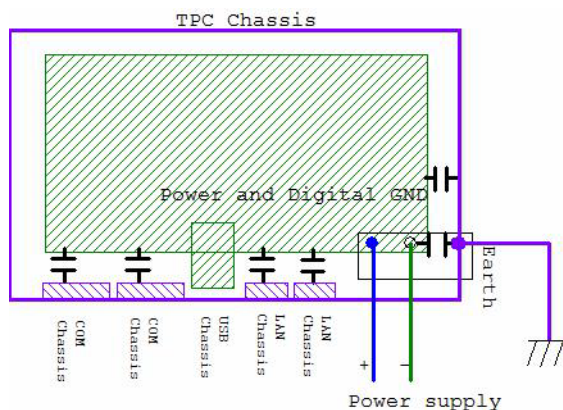 TPC Chassis
Power and Digital GND
Earth
COM
Chassis
COM
Chassis
USB
Chassis
LAN
Chassis
LAN
Chassis
+
−
Power supply